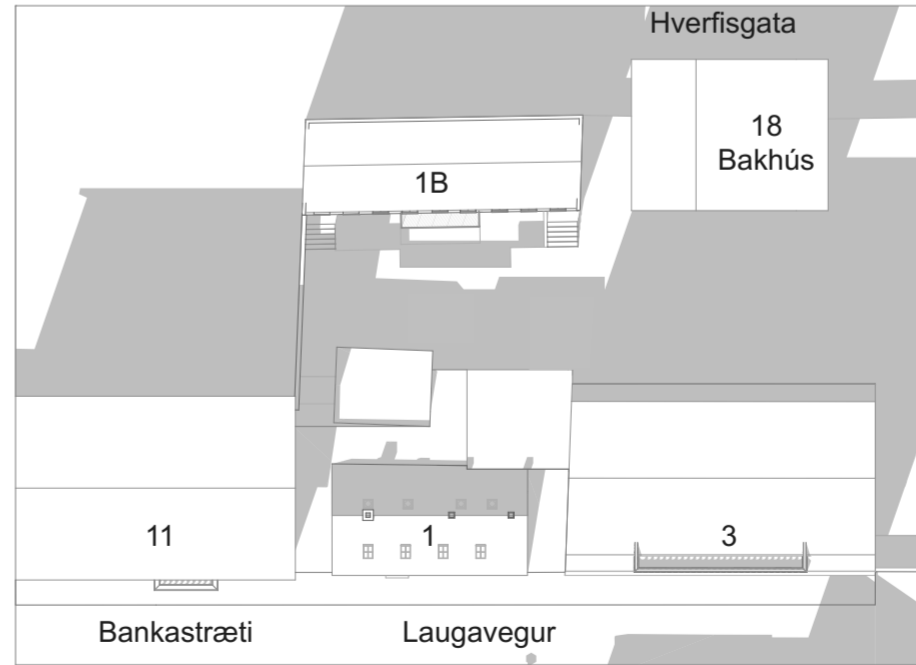 Hverfisgata
18
Bakhús
1B
11
1
3
Bankastræti
Laugavegur